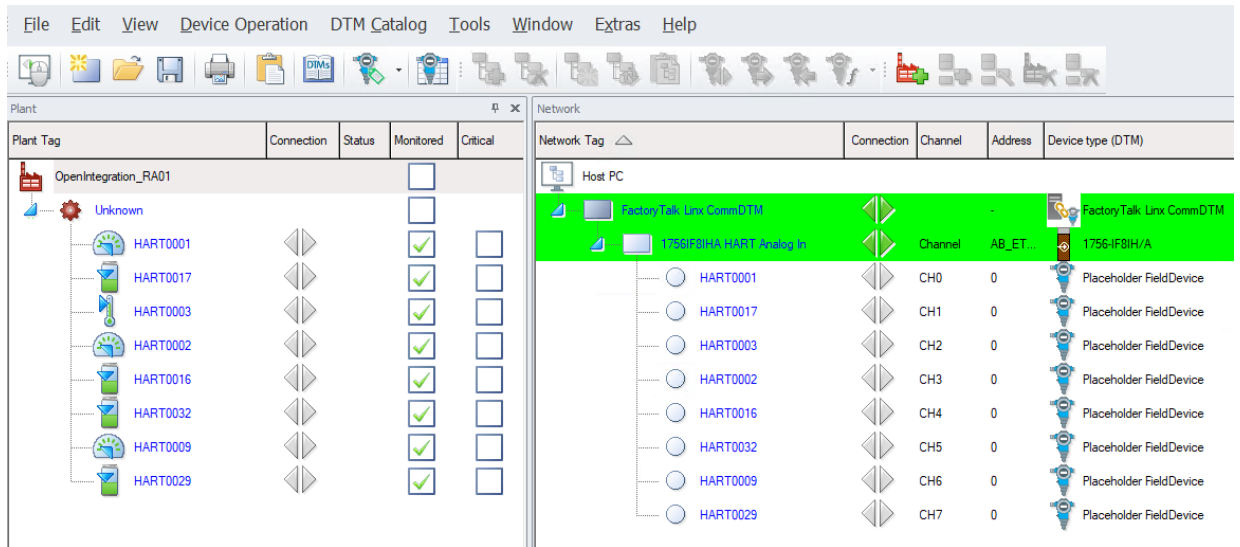 File Edit View Device Operation DTM Catalog Tools Window Extras Help
DTMs
Plant
Plant Tag Connection Status Monitored Critical
OpenIntegration_RA01
Unknown
HART0001
HART0017
HART0003
HART0002
HART0016
HART0032
HART0009
HART0029
Network
Network Tag Connection Channel Address Device type (DTM)
Host PC
FactoryTalk Linx CommDTM - FactoryTalk Linx CommDTM
1756IF8IHA HART Analog In Channel AB_ET... 1756-IF8IH/A
HART0001 CH0 0 Placeholder FieldDevice
HART0017 CH1 0 Placeholder FieldDevice
HART0003 CH2 0 Placeholder FieldDevice
HART0002 CH3 0 Placeholder FieldDevice
HART0016 CH4 0 Placeholder FieldDevice
HART0032 CH5 0 Placeholder FieldDevice
HART0009 CH6 0 Placeholder FieldDevice
HART0029 CH7 0 Placeholder FieldDevice